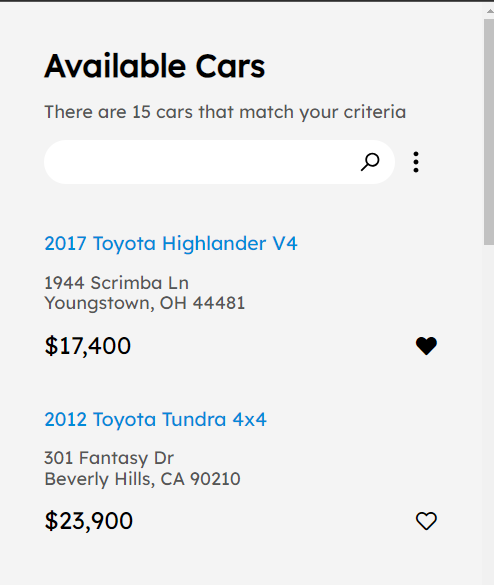 Available Cars
There are 15 cars that match your criteria
2017 Toyota Highlander V4
1944 Scrimba Ln
Youngstown, OH 44481
$17,400
2012 Toyota Tundra 4x4
301 Fantasy Dr
Beverly Hills, CA 90210
$23,900